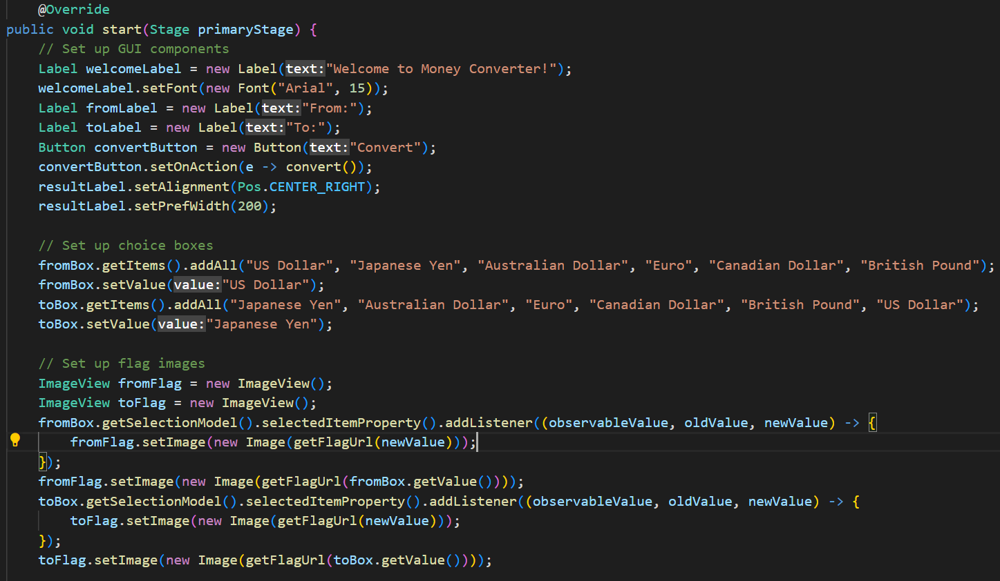 @Override
public void start(Stage primaryStage) {
// Set up GUI components
Label welcomeLabel = new Label(text:"Welcome to Money Converter!");
welcomeLabel.setFont(new Font("Arial", 15));
Label fromLabel = new Label(text:"From:");
Label toLabel = new Label(text:"To:");
Button convertButton = new Button(text:"Convert");
convertButton.setOnAction(e -> convert());
resultLabel.setAlignment(Pos.CENTER_RIGHT);
resultLabel.setPrefWidth(200);
// Set up choice boxes
fromBox.getItems().addAll("US Dollar", "Japanese Yen", "Australian Dollar", "Euro", "Canadian Dollar", "British Pound");
fromBox.setValue(value:"US Dollar");
toBox.getItems().addAll("Japanese Yen", "Australian Dollar", "Euro", "Canadian Dollar", "British Pound", "US Dollar");
toBox.setValue(value:"Japanese Yen");
// Set up flag images
ImageView fromFlag = new ImageView();
ImageView toFlag = new ImageView();
fromBox.getSelectionModel().selectedItemProperty().addListener((observableValue, oldValue, newValue) -> {
fromFlag.setImage(new Image(getFlagUrl(newValue)));
});
fromFlag.setImage(new Image(getFlagUrl(fromBox.getValue())));
toBox.getSelectionModel().selectedItemProperty().addListener((observableValue, oldValue, newValue) -> {
toFlag.setImage(new Image(getFlagUrl(newValue)));
});
toFlag.setImage(new Image(getFlagUrl(toBox.getValue())));